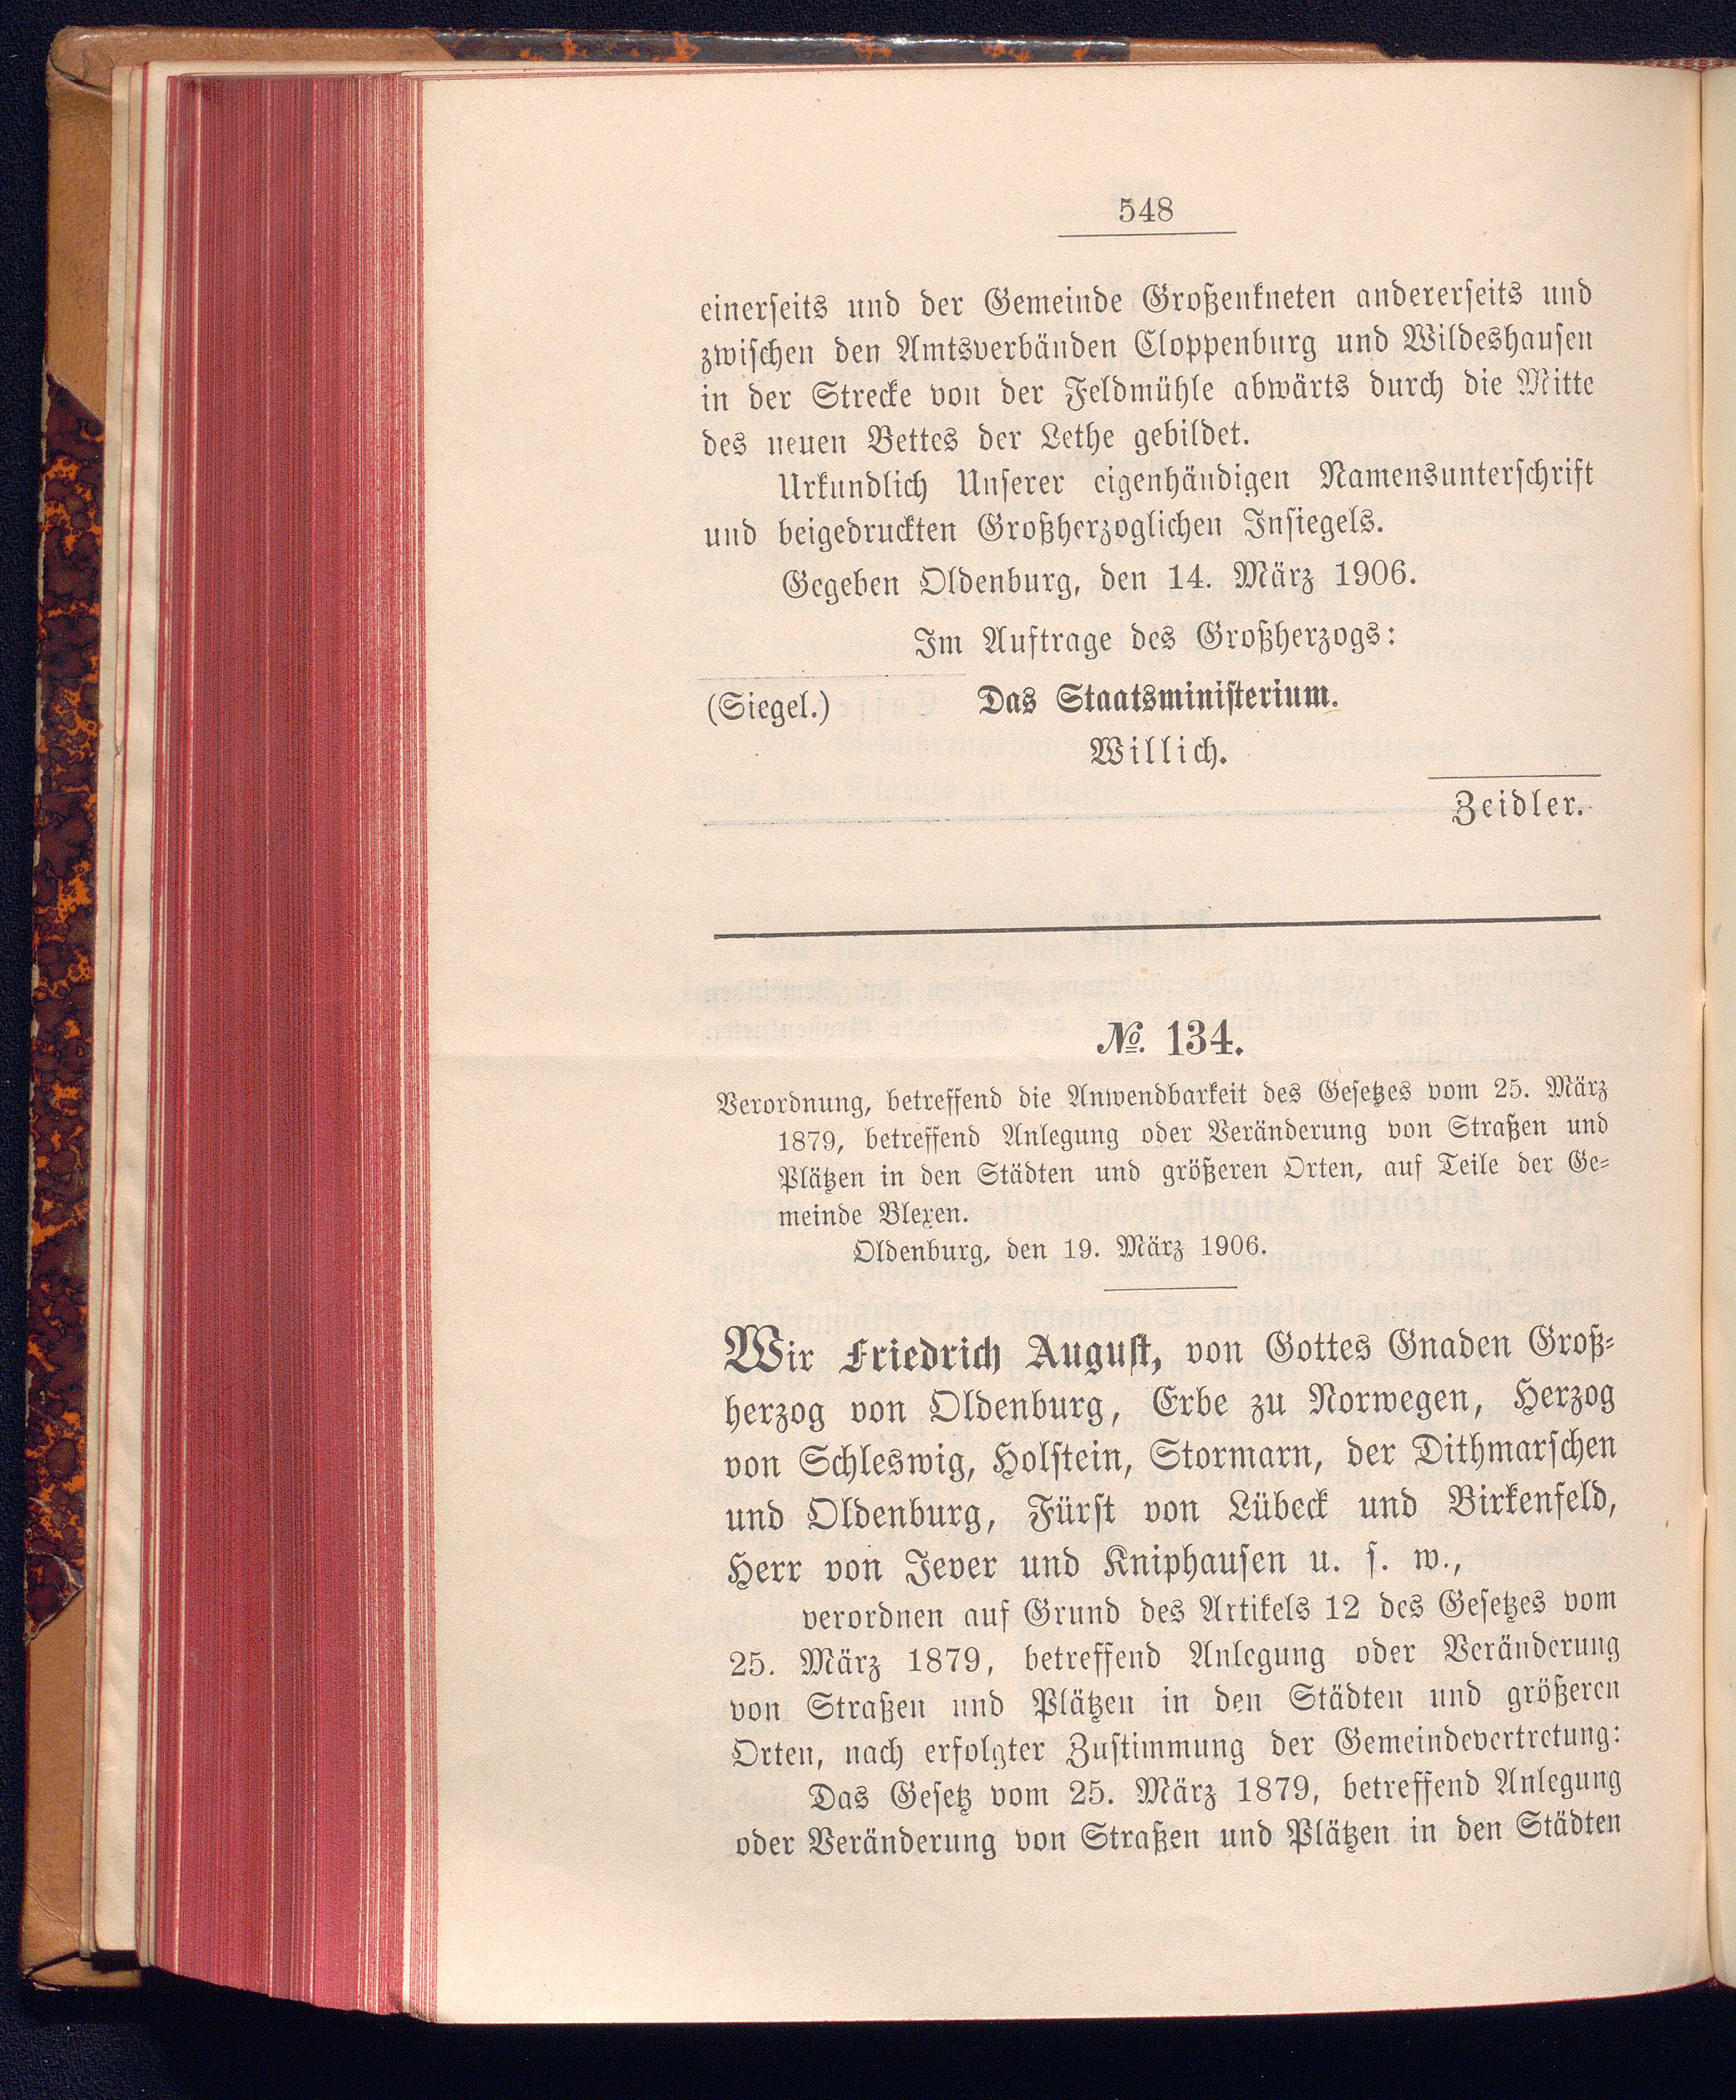 548
einerseits und der Gemeinde Großenkneten andererseits und
zwischen den Amtsverbänden Cloppenburg und Wildeshausen
in der Strecke von der Feldmühle abwärts durch die Mitte
des neuen Bettes der Lethe gebildet.
Urkundlich Unserer eigenhändigen Namensunterschrift
und beigedruckten Großherzoglichen Insiegels.
Gegeben Oldenburg, den 14. März 1906.
Im Auftrage des Großherzogs:
(Siegel.) Das Staatsministerium.
Willich.
Zeidler.
№. 134.
Verordnung, betreffend die Anwendbarkeit des Gesetzes vom 25. März
1879, betreffend Anlegung oder Veränderung von Straßen und
Plätzen in den Städten und größeren Orten, auf Teile der Ge-
meinde Blexen.
Oldenburg, den 19. März 1906.
Wir Friedrich August, von Gottes Gnaden Groß-
herzog von Oldenburg, Erbe zu Norwegen, Herzog
von Schleswig, Holstein, Stormarn, der Dithmarschen
und Oldenburg, Fürst von Lübeck und Birkenfeld,
Herr von Jever und Kniphausen u. s. w.,
verordnen auf Grund des Artikels 12 des Gesetzes vom
25. März 1879, betreffend Anlegung oder Veränderung
von Straßen und Plätzen in den Städten und größeren
Orten, nach erfolgter Zustimmung der Gemeindevertretung:
Das Gesetz vom 25. März 1879, betreffend Anlegung
oder Veränderung von Straßen und Plätzen in den Städten